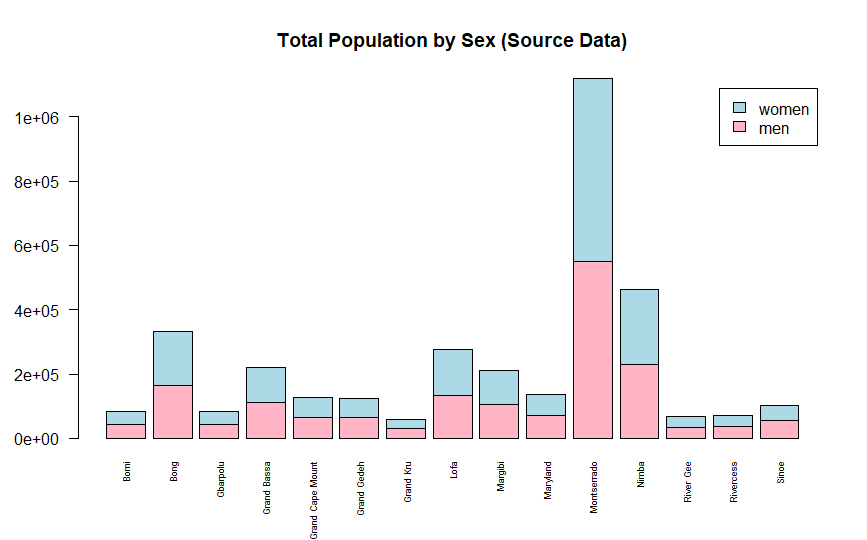 Total Population by Sex (Source Data)
women
men
1e+06
8e+05
6e+05
4e+05
2e+05
0e+00
Bomi
Bong
Gbarpolu
Grand Bassa
Grand Cape Mount
Grand Gedeh
Grand Kru
Lofa
Margibi
Maryland
Montserrado
Nimba
River Gee
Rivercess
Sinoe